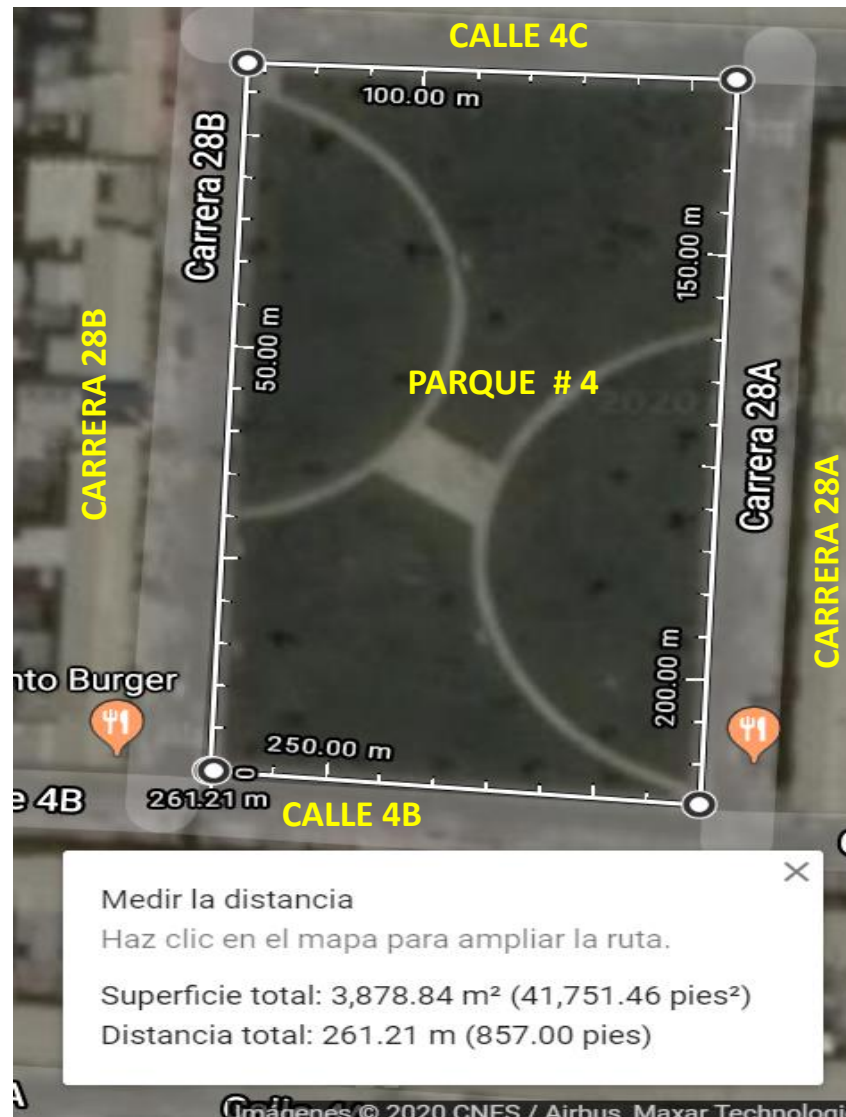 CALLE 4C
100.00 m
Carrera 28B
150.00 m
CARRERA 28B
50.00 m
PARQUE # 4
2020
Carrera 28A
CARRERA 28A
nto Burger
200.00 m
250.00 m
e 4B
261.21 m
CALLE 4B
Medir la distancia
Haz clic en el mapa para ampliar la ruta.
Superficie total: 3,878.84 m² (41,751.46 pies²)
Distancia total: 261.21 m (857.00 pies)
Imágenes © 2020 CNES / Airbus, Maxar Technologi